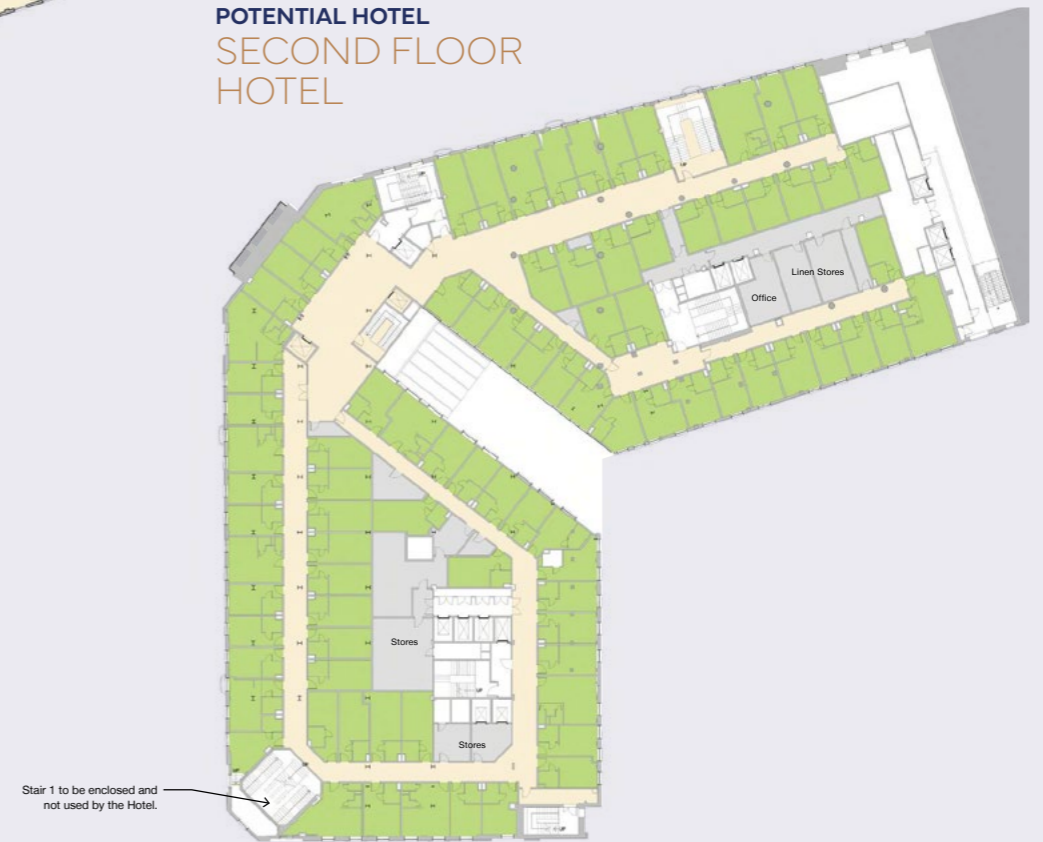 POTENTIAL HOTEL
SECOND FLOOR
HOTEL
Linen Stores
Office
Stores
Stores
Stair 1 to be enclosed and
not used by the Hotel.